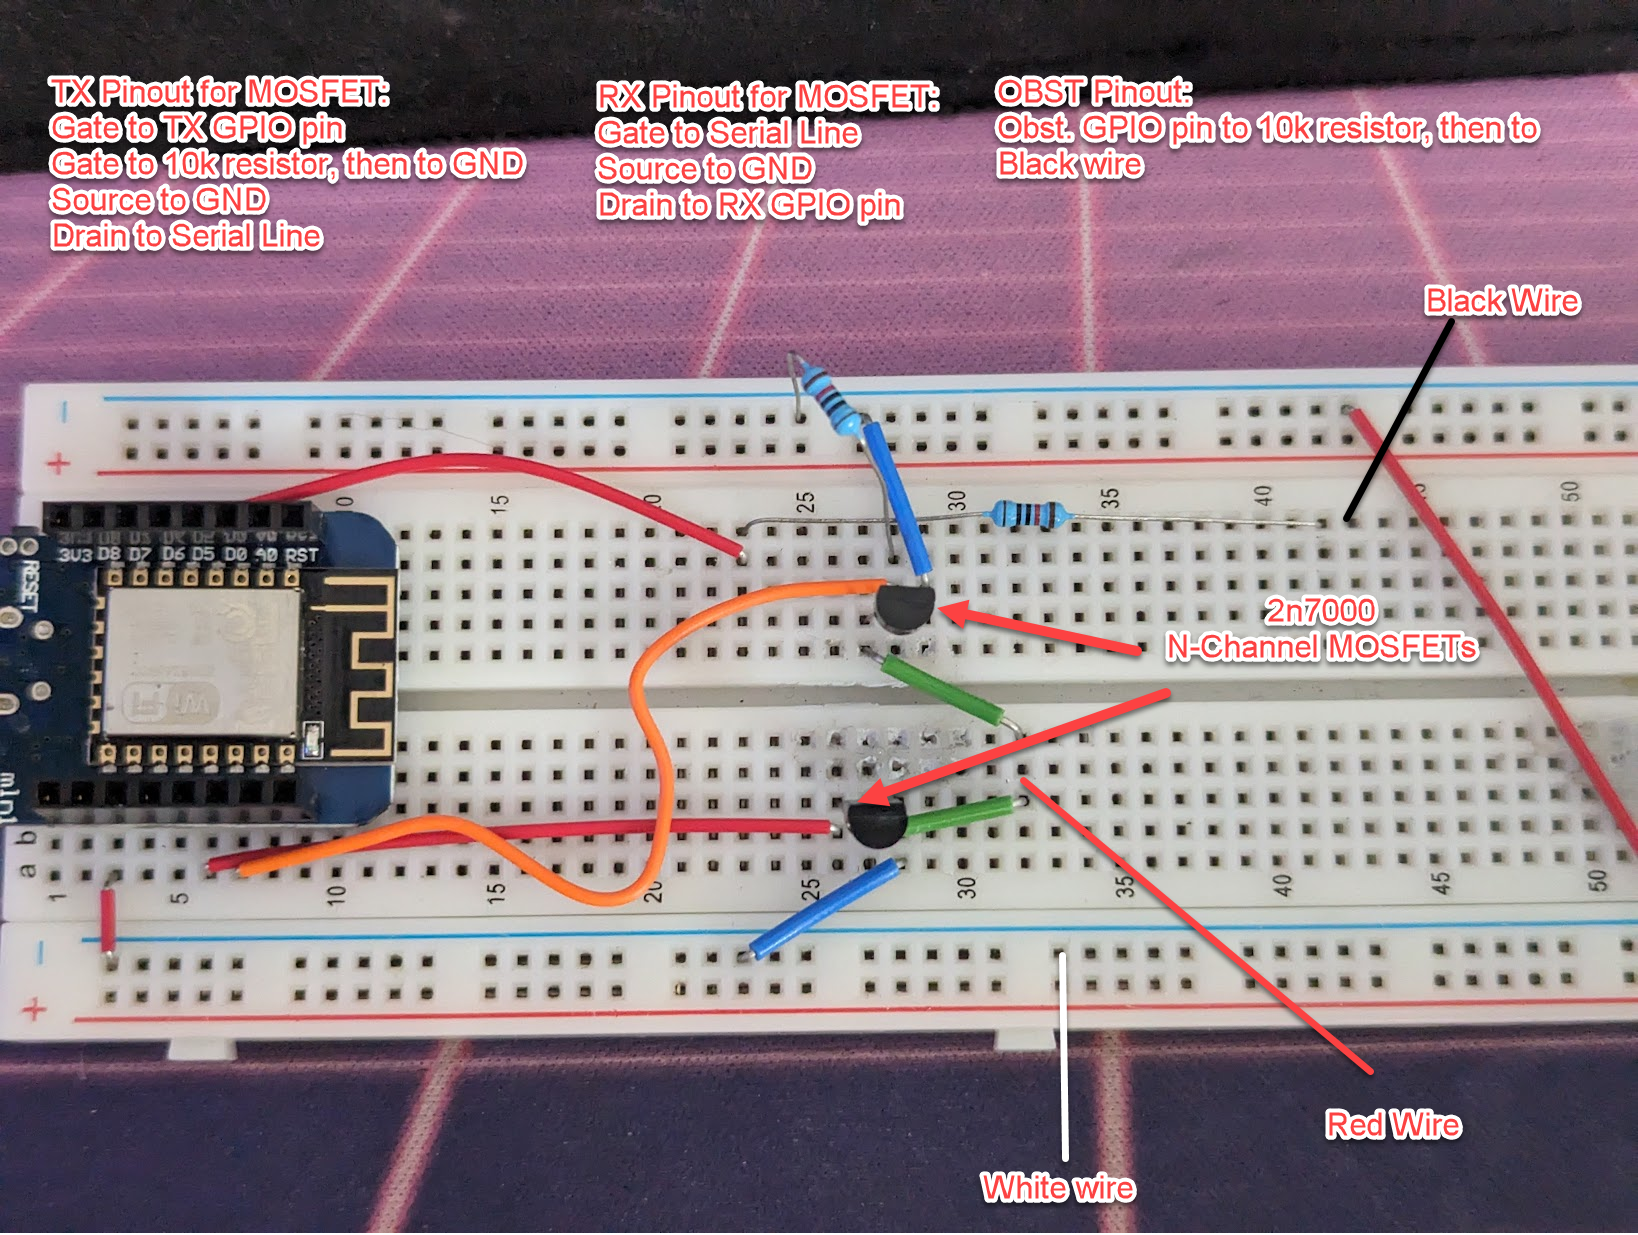 TX Pinout for MOSFET:
Gate to TX GPIO pin
Gate to 10k resistor, then to GND
Source to GND
Drain to Serial Line
RX Pinout for MOSFET:
Gate to Serial Line
Source to GND
Drain to RX GPIO pin
OBST Pinout:
Obst. GPIO pin to 10k resistor, then to
Black wire
Black Wire
2n7000
N-Channel MOSFETs
Red Wire
White wire
15
25
30
35
40
50
3V3 D8 D7 D6 D5 D0 A0 RST
RESET
WiFi
mini
b
a
1
5
10
15
20
25
30
35
40
45
50
-
+
-
+